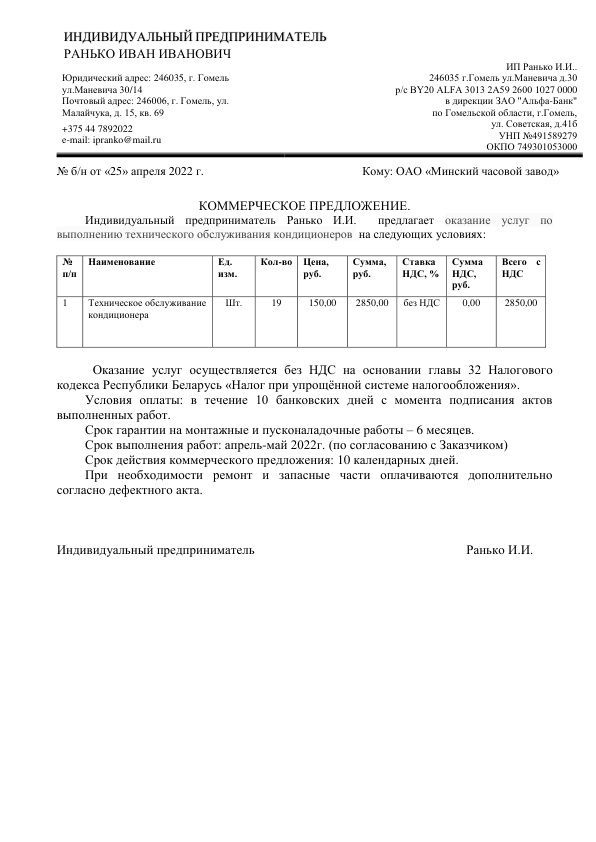 ИНДИВИДУАЛЬНЫЙ ПРЕДПРИНИМАТЕЛЬ
РАНЬКО ИВАН ИВАНОВИЧ
Юридический адрес: 246035, г. Гомель
ул.Маневича 30/14
Почтовый адрес: 246006, г. Гомель, ул.
Малайчука, д. 15, кв. 69
+375 44 7892022
e-mail: ipranko@mail.ru
ИП Ранько И.И..
246035 г.Гомель ул.Маневича д.30
р/с BY20 ALFA 3013 2A59 2600 1027 0000
в дирекции ЗАО "Альфа-Банк"
по Гомельской области, г.Гомель,
ул. Советская, д.41б
УНП №491589279
ОКПО 749301053000
№ б/н от «25» апреля 2022 г. Кому: ОАО «Минский часовой завод»
КОММЕРЧЕСКОЕ ПРЕДЛОЖЕНИЕ.
Индивидуальный предприниматель Ранько И.И. предлагает оказание услуг по
выполнению технического обслуживания кондиционеров на следующих условиях:
№ п/п Наименование Ед. изм. Кол-во Цена, руб. Сумма, руб. Ставка НДС, % Сумма НДС, руб. Всего с НДС
1 Техническое обслуживание кондиционера Шт. 19 150,00 2850,00 без НДС 0,00 2850,00
Оказание услуг осуществляется без НДС на основании главы 32 Налогового
кодекса Республики Беларусь «Налог при упрощённой системе налогообложения».
Условия оплаты: в течение 10 банковских дней с момента подписания актов
выполненных работ.
Срок гарантии на монтажные и пусконаладочные работы – 6 месяцев.
Срок выполнения работ: апрель-май 2022г. (по согласованию с Заказчиком)
Срок действия коммерческого предложения: 10 календарных дней.
При необходимости ремонт и запасные части оплачиваются дополнительно
согласно дефектного акта.
Индивидуальный предприниматель Ранько И.И.